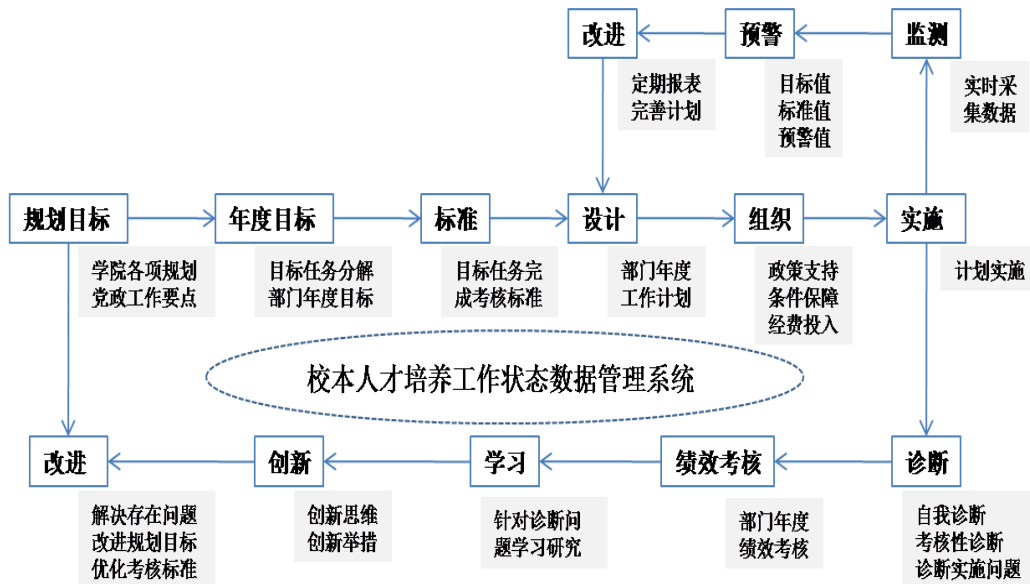 改进
预警
监测
定期报表
完善计划
目标值
标准值
预警值
实时采
集数据
规划目标
年度目标
标准
设计
组织
实施
学院各项规划
党政工作要点
目标任务分解
部门年度目标
目标任务完
成考核标准
部门年度
工作计划
政策支持
条件保障
经费投入
计划实施
校本人才培养工作状态数据管理系统
改进
创新
学习
绩效考核
诊断
解决存在问题
改进规划目标
优化考核标准
创新思维
创新举措
针对诊断问
题学习研究
部门年度
绩效考核
自我诊断
考核性诊断
诊断实施问题